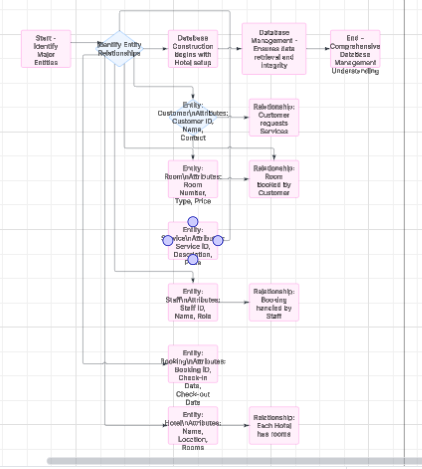 Start -
Identify
Major
Entities
Identify Entity
Relationships
Database
Construction
begins with
Hotel setup
Database
Management -
Ensures data
retrieval and
integrity
End -
Comprehensive
Database
Management
Understanding
Entity:
Customer\nAttributes:
Customer ID,
Name,
Contact
Relationship:
Customer
requests
Services
Entity:
Room\nAttributes:
Room
Number,
Type, Price
Relationship:
Room
booked by
Customer
Entity:
Service\nAttributes:
Service ID,
Description,
Price
Entity:
Staff\nAttributes:
Staff ID,
Name, Role
Relationship:
Booking
handled by
Staff
Entity:
Booking\nAttributes:
Booking ID,
Check-in
Date,
Check-out
Date
Entity:
Hotel\nAttributes:
Name,
Location,
Rooms
Relationship:
Each Hotel
has rooms